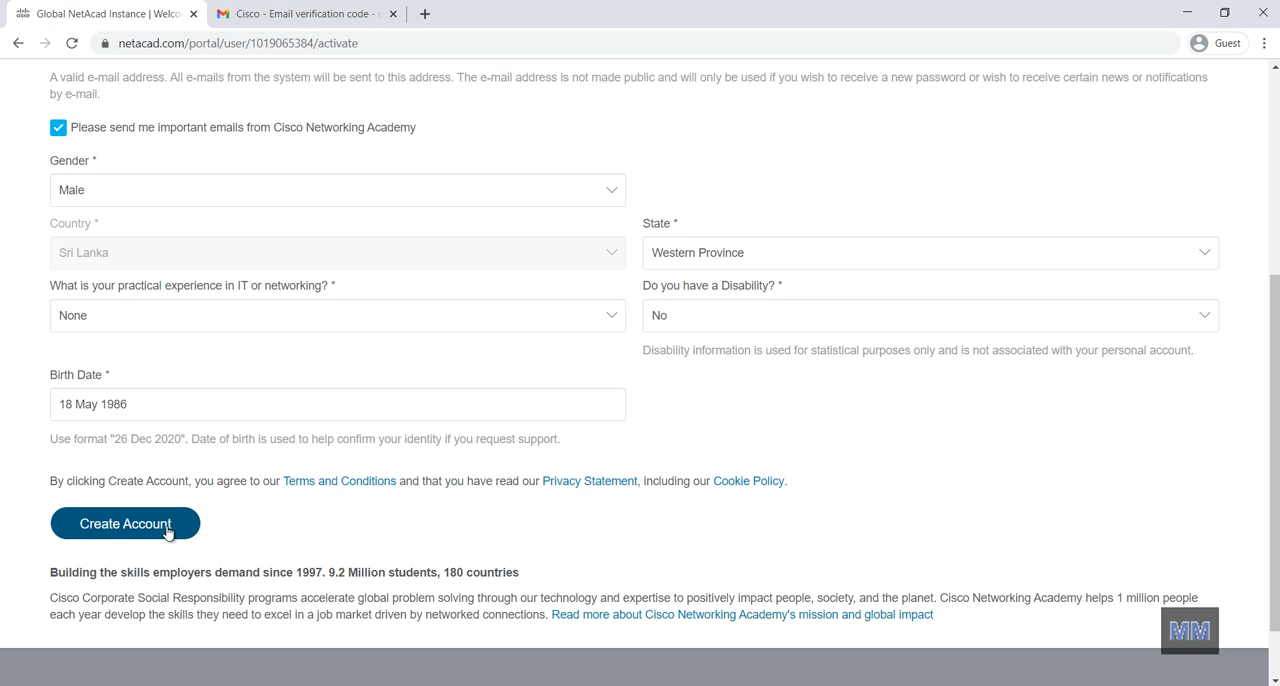 Global NetAcad Instance | Welco
Cisco - Email verification code -
netacad.com/portal/user/1019065384/activate
Guest
A valid e-mail address. All e-mails from the system will be sent to this address. The e-mail address is not made public and will only be used if you wish to receive a new password or wish to receive certain news or notifications
by e-mail.
Please send me important emails from Cisco Networking Academy
Gender *
Male
Country *
State *
Sri Lanka
Western Province
What is your practical experience in IT or networking? *
Do you have a Disability? *
None
No
Disability information is used for statistical purposes only and is not associated with your personal account.
Birth Date *
18 May 1986
Use format "26 Dec 2020". Date of birth is used to help confirm your identity if you request support.
By clicking Create Account, you agree to our Terms and Conditions and that you have read our Privacy Statement, including our Cookie Policy.
Create Account
Building the skills employers demand since 1997. 9.2 Million students, 180 countries
Cisco Corporate Social Responsibility programs accelerate global problem solving through our technology and expertise to positively impact people, society, and the planet. Cisco Networking Academy helps 1 million people
each year develop the skills they need to excel in a job market driven by networked connections. Read more about Cisco Networking Academy's mission and global impact
MM